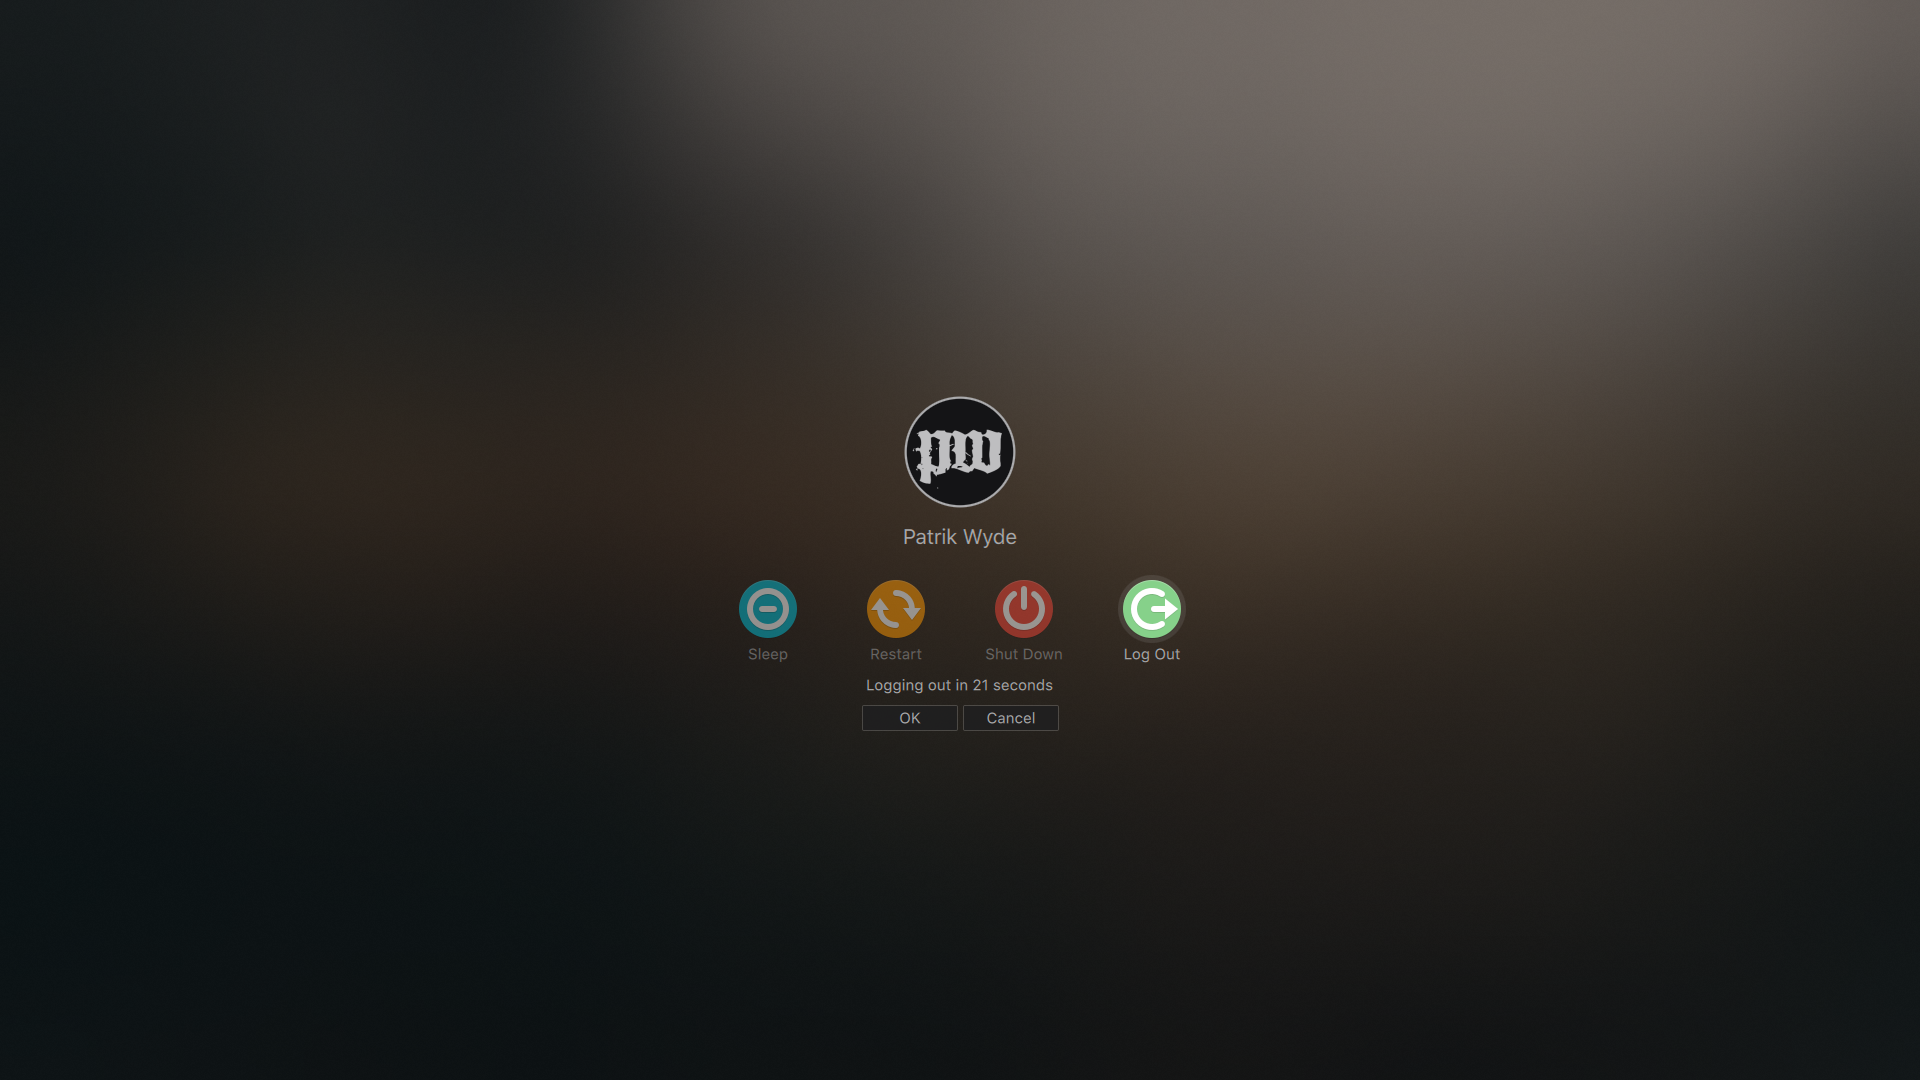 pw
Patrik Wyde
Sleep Restart Shut Down Log Out
Logging out in 21 seconds
OK Cancel